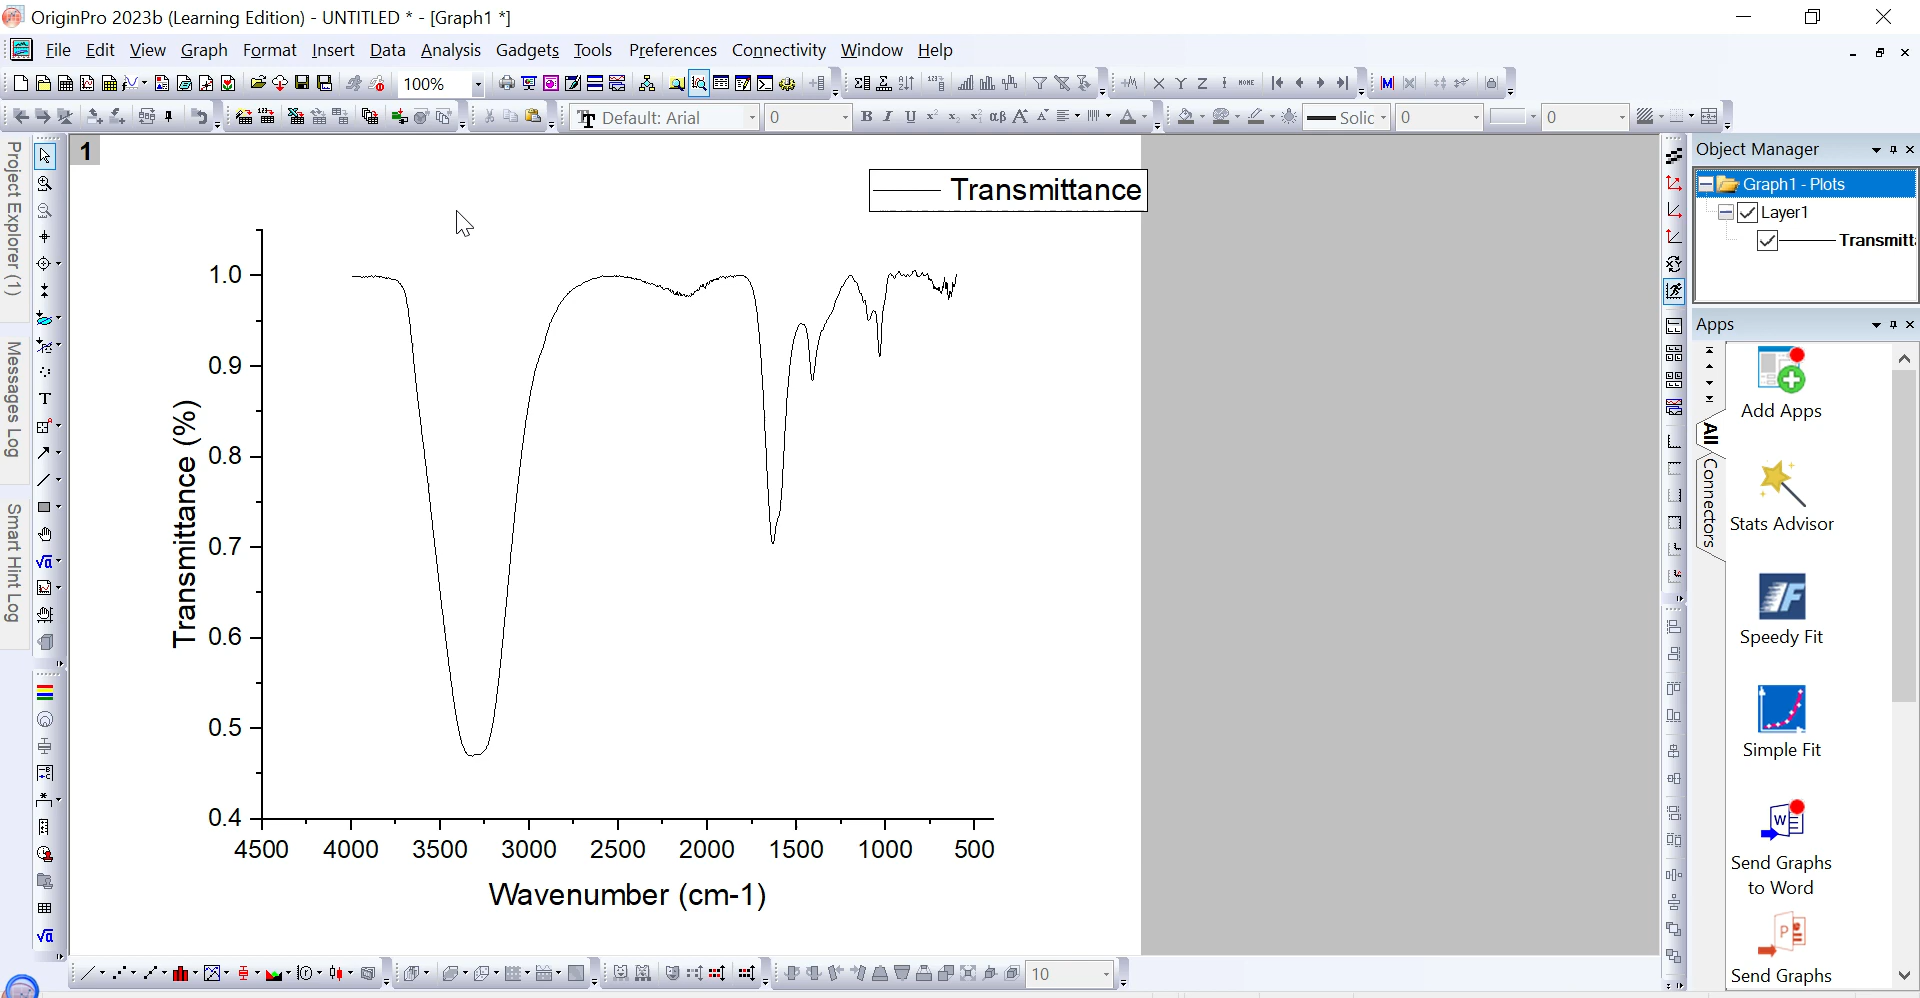 OriginPro 2023b (Learning Edition) - UNTITLED * - [Graph1 *]
File Edit View Graph Format Insert Data Analysis Gadgets Tools Preferences Connectivity Window Help
100%
Default: Arial 0 B I U αβ A A Solic 0 0
Project Explorer (1)
Messages Log
Smart Hint Log
1
Transmittance
1.0
0.9
0.8
0.7
0.6
0.5
0.4
Transmittance (%)
4500 4000 3500 3000 2500 2000 1500 1000 500
Wavenumber (cm-1)
Object Manager
Graph1 - Plots
Layer1
Transmitt
Apps
All
Connectors
Add Apps
Stats Advisor
Speedy Fit
Simple Fit
Send Graphs
to Word
Send Graphs
10